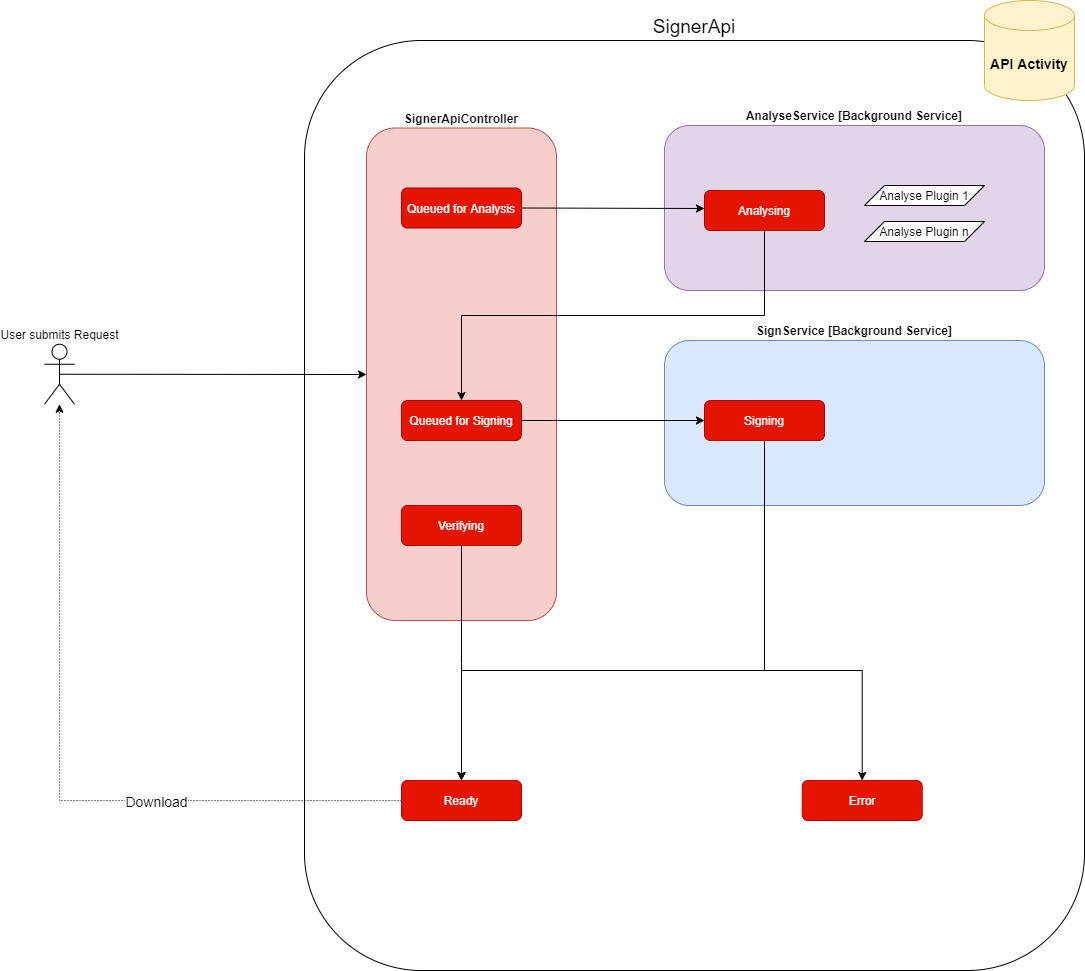 SignerApi
API Activity
SignerApiController
AnalyseService [Background Service]
Queued for Analysis
Analysing
Analyse Plugin 1
Analyse Plugin n
User submits Request
SignService [Background Service]
Queued for Signing
Signing
Verifying
Download
Ready
Error